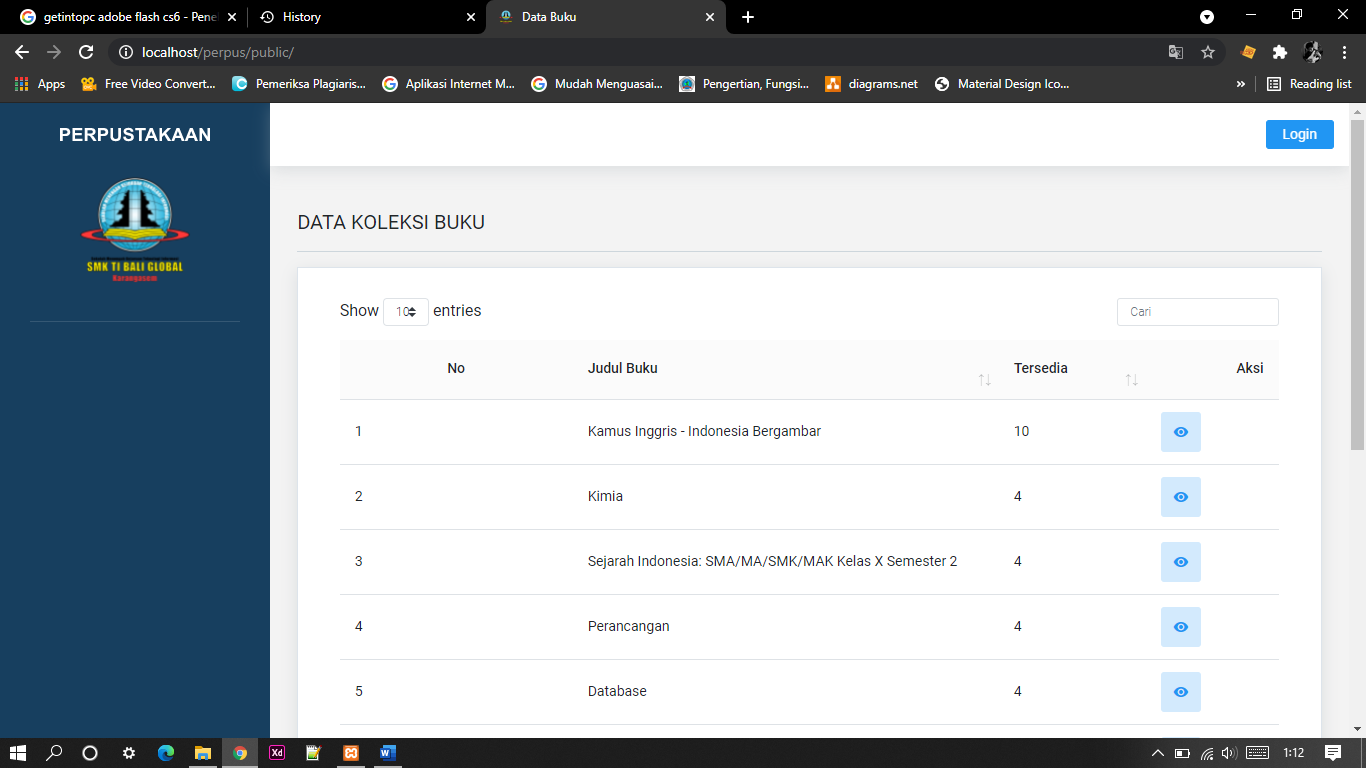 getintopc adobe flash cs6 - Pene
History
Data Buku
localhost/perpus/public/
Apps
Free Video Convert...
Pemeriksa Plagiaris...
Aplikasi Internet M...
Mudah Menguasai...
Pengertian, Fungsi...
diagrams.net
Material Design Ico...
»
Reading list
PERPUSTAKAAN
Login
SMK TI BALI GLOBAL
Karangasem
DATA KOLEKSI BUKU
Show 10 entries
Cari
No Judul Buku Tersedia Aksi
1 Kamus Inggris - Indonesia Bergambar 10
2 Kimia 4
3 Sejarah Indonesia: SMA/MA/SMK/MAK Kelas X Semester 2 4
4 Perancangan 4
5 Database 4
Xd
W
1:12